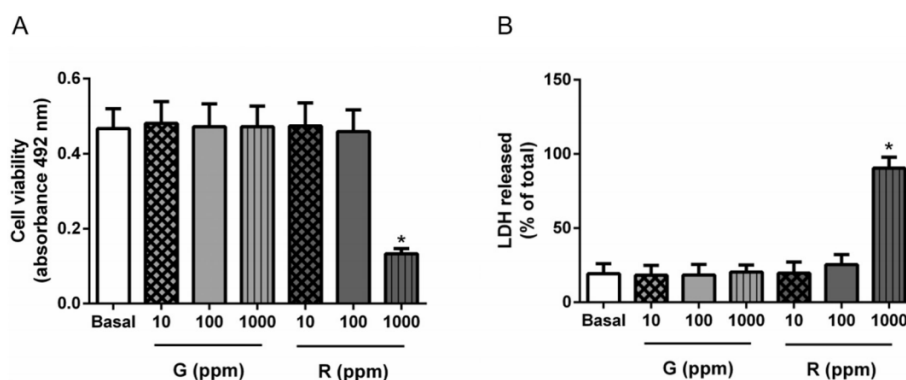 A
Cell viability
(absorbance 492 nm)
0.6
0.4
0.2
0.0
*
Basal 10 100 1000 10 100 1000
G (ppm) R (ppm)
B
LDH released
(% of total)
150
100
50
0
*
Basal 10 100 1000 10 100 1000
G (ppm) R (ppm)